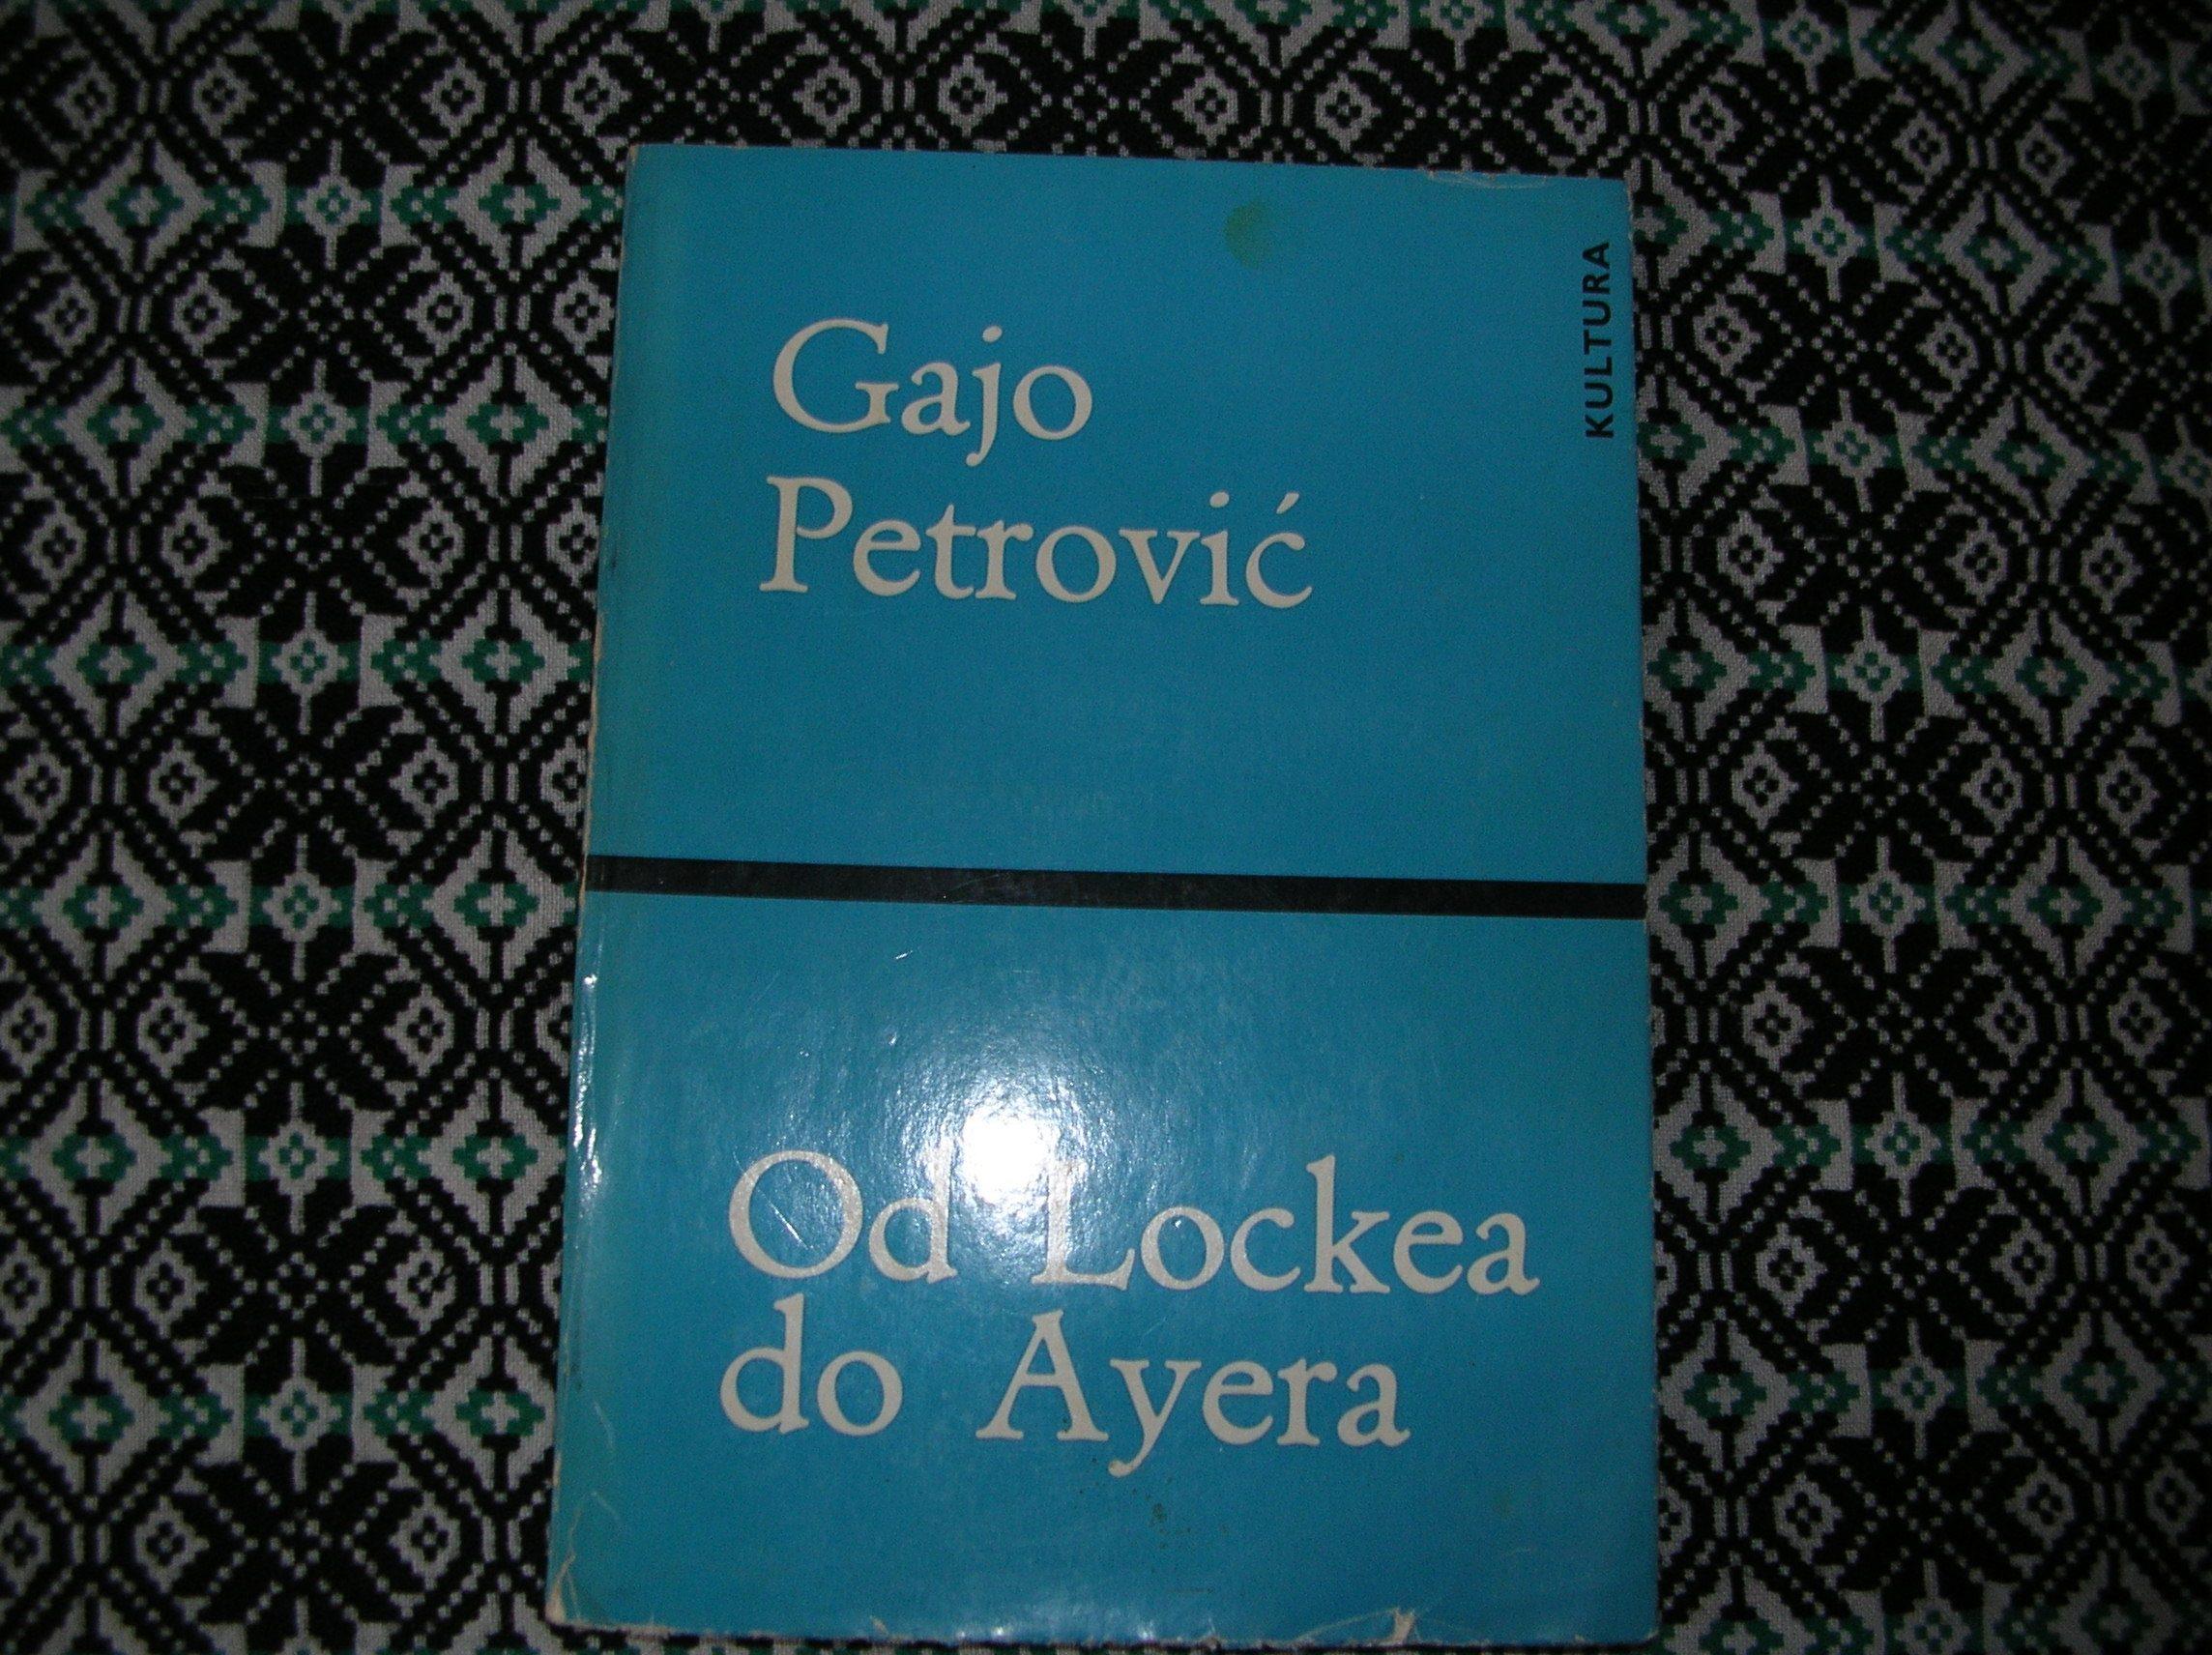 KULTURA
Gajo
Petrović
Od Lockea
do Ayera